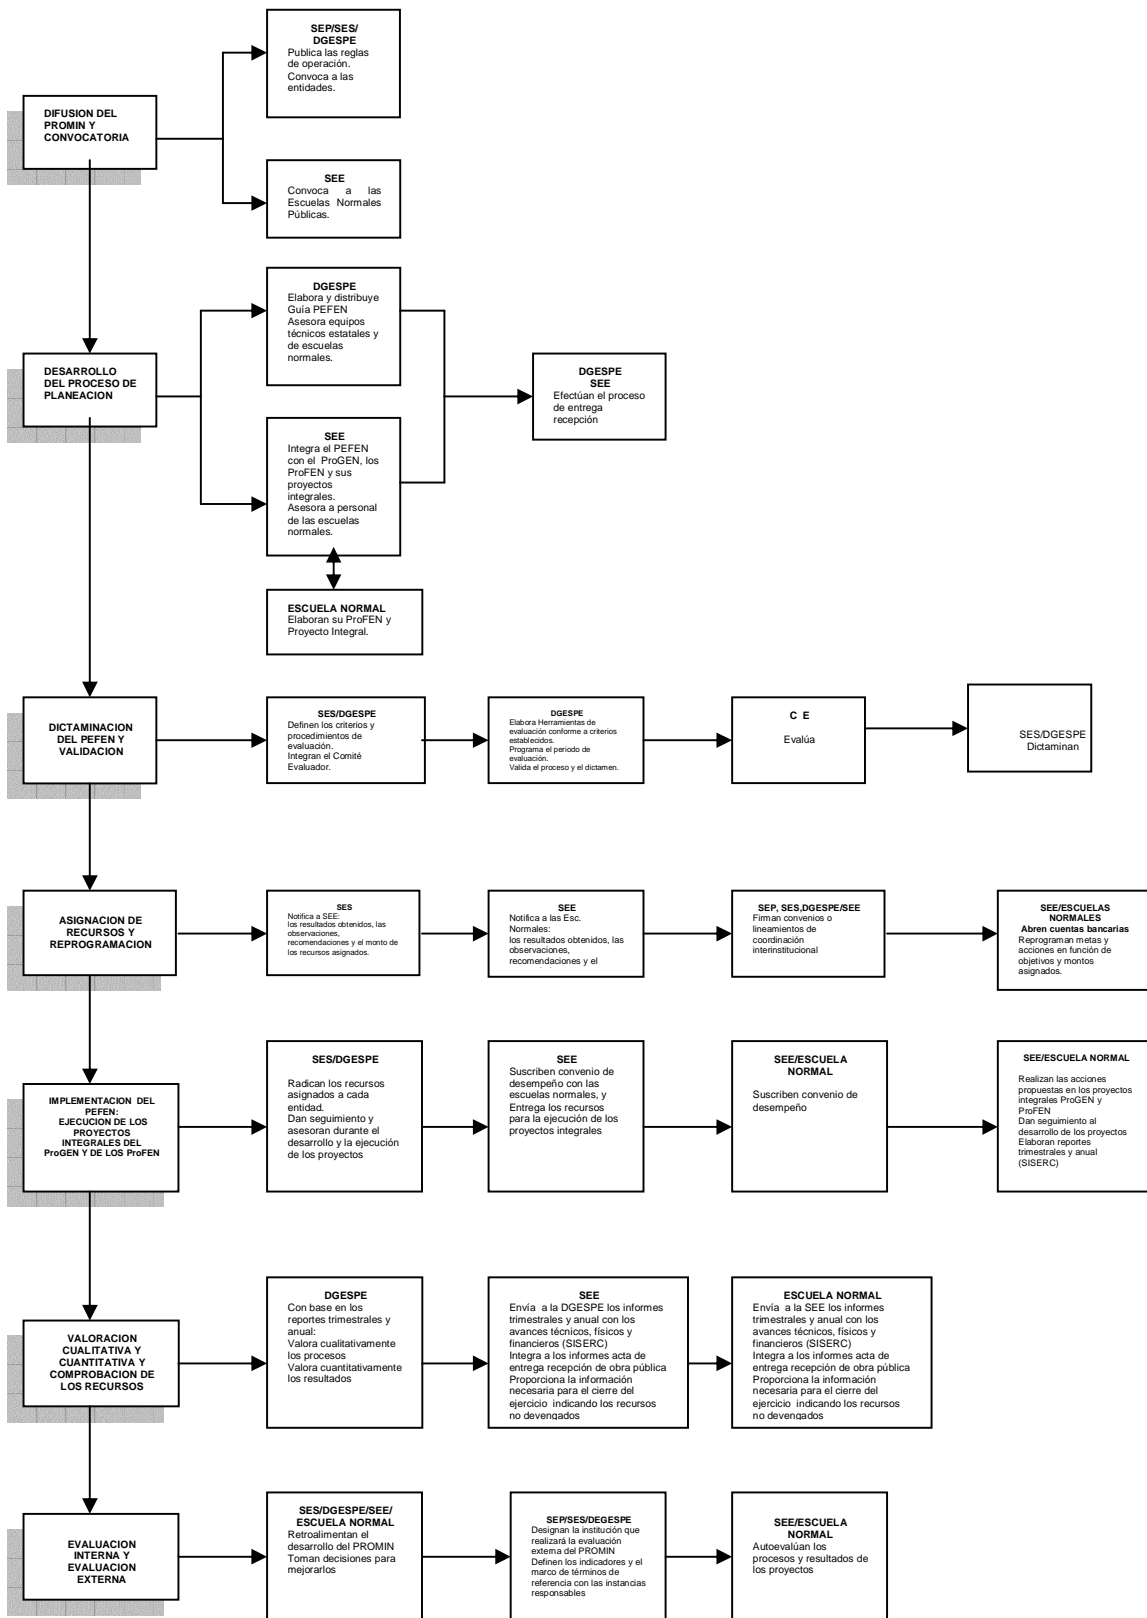 SEP/SES/
DGESPE
Publica las reglas
de operación.
Convoca a las
entidades.
DIFUSION DEL
PROMIN Y
CONVOCATORIA
SEE
Convoca a las
Escuelas Normales
Públicas.
DGESPE
Elabora y distribuye
Guía PEFEN
Asesora equipos
técnicos estatales y
de escuelas
normales.
DESARROLLO
DEL PROCESO DE
PLANEACION
DGESPE
SEE
Efectúan el proceso
de entrega
recepción
SEE
Integra el PEFEN
con el ProGEN, los
ProFEN y sus
proyectos
integrales.
Asesora a personal
de las escuelas
normales.
ESCUELA NORMAL
Elaboran su ProFEN y
Proyecto Integral.
DICTAMINACION
DEL PEFEN Y
VALIDACION
SES/DGESPE
Definen los criterios y
procedimientos de
evaluación.
Integran el Comité
Evaluador.
DGESPE
Elabora Herramientas de
evaluación conforme a criterios
establecidos.
Programa el periodo de
evaluación.
Valida el proceso y el dictamen.
C E
Evalúa
SES/DGESPE
Dictaminan
ASIGNACION DE
RECURSOS Y
REPROGRAMACION
SES
Notifica a SEE:
los resultados obtenidos, las
observaciones,
recomendaciones y el monto de
los recursos asignados.
SEE
Notifica a las Esc.
Normales:
los resultados obtenidos, las
observaciones,
recomendaciones y el
SEP, SES,DGESPE/SEE
Firman convenios o
lineamientos de
coordinación
interinstitucional
SEE/ESCUELAS
NORMALES
Abren cuentas bancarias
Reprograman metas y
acciones en función de
objetivos y montos
asignados.
IMPLEMENTACION DEL
PEFEN:
EJECUCION DE LOS
PROYECTOS
INTEGRALES DEL
ProGEN Y DE LOS ProFEN
SES/DGESPE
Radican los recursos
asignados a cada
entidad.
Dan seguimiento y
asesoran durante el
desarrollo y la ejecución
de los proyectos
SEE
Suscriben convenio de
desempeño con las
escuelas normales, y
Entrega los recursos
para la ejecución de los
proyectos integrales
SEE/ESCUELA
NORMAL
Suscriben convenio de
desempeño
SEE/ESCUELA NORMAL
Realizan las acciones
propuestas en los proyectos
integrales ProGEN y
ProFEN
Dan seguimiento al
desarrollo de los proyectos
Elaboran reportes
trimestrales y anual
(SISERC)
VALORACION
CUALITATIVA Y
CUANTITATIVA Y
COMPROBACION DE
LOS RECURSOS
DGESPE
Con base en los
reportes trimestrales y
anual:
Valora cualitativamente
los procesos
Valora cuantitativamente
los resultados
SEE
Envía a la DGESPE los informes
trimestrales y anual con los
avances técnicos, físicos y
financieros (SISERC)
Integra a los informes acta de
entrega recepción de obra pública
Proporciona la información
necesaria para el cierre del
ejercicio indicando los recursos
no devengados
ESCUELA NORMAL
Envía a la SEE los informes
trimestrales y anual con los
avances técnicos, físicos y
financieros (SISERC)
Integra a los informes acta de
entrega recepción de obra pública
Proporciona la información
necesaria para el cierre del
ejercicio indicando los recursos
no devengados
EVALUACION
INTERNA Y
EVALUACION
EXTERNA
SES/DGESPE/SEE/
ESCUELA NORMAL
Retroalimentan el
desarrollo del PROMIN
Toman decisiones para
mejorarlos
SEP/SES/DEGESPE
Designan la institución que
realizará la evaluación
externa del PROMIN
Definen los indicadores y el
marco de términos de
referencia con las instancias
responsables
SEE/ESCUELA
NORMAL
Autoevalúan los
procesos y resultados de
los proyectos